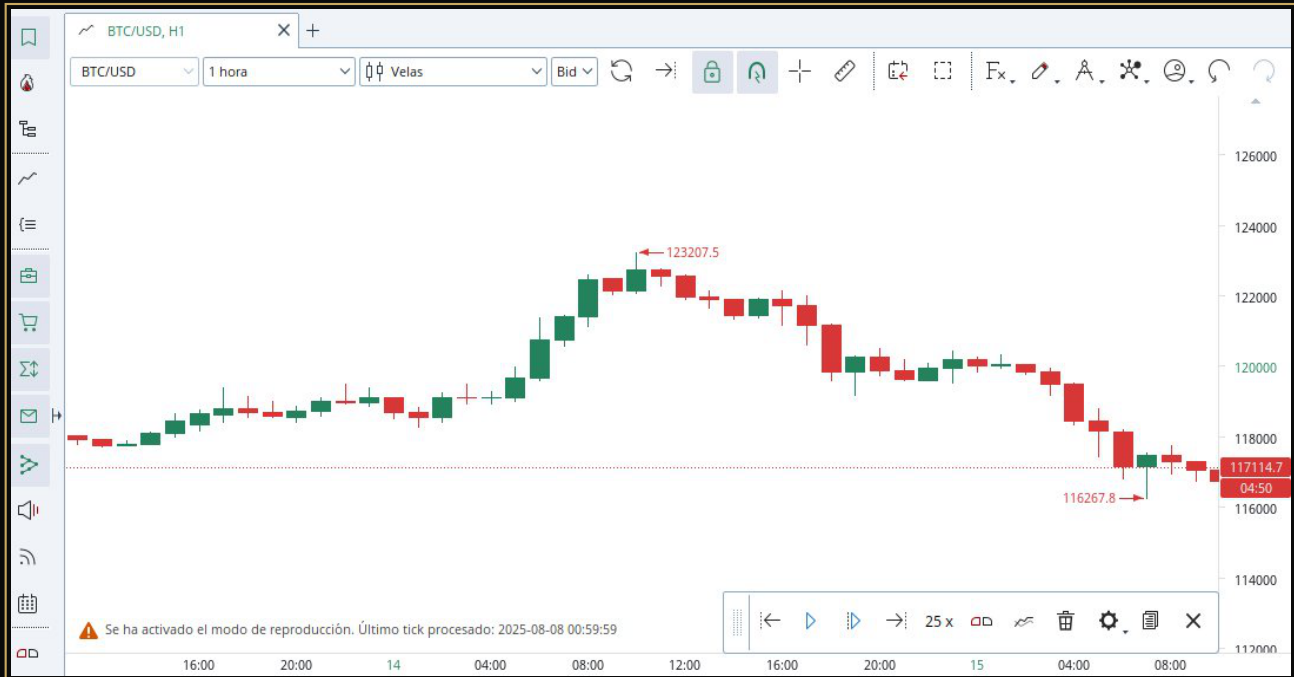 BTC/USD, H1
BTC/USD 1 hora Velas Bid Fx
126000
124000
123207.5
122000
120000
118000
117114.7
04:50
116267.8
116000
114000
Se ha activado el modo de reproducción. Último tick procesado: 2025-08-08 00:59:59
25 x
112000
16:00 20:00 14 04:00 08:00 12:00 16:00 20:00 15 04:00 08:00